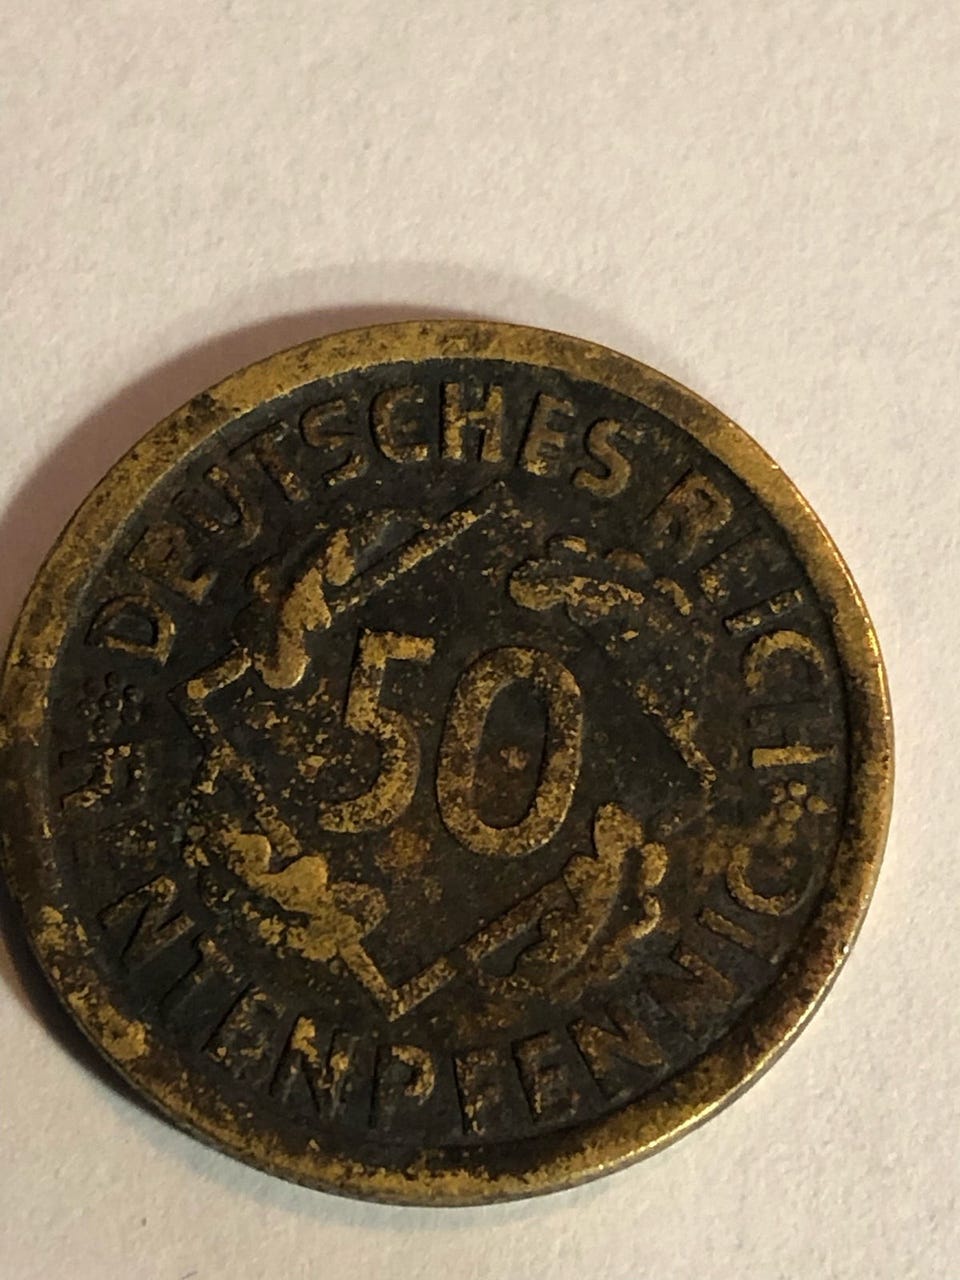 DEUTSCHES REICH
50
RENTENPFENNIG